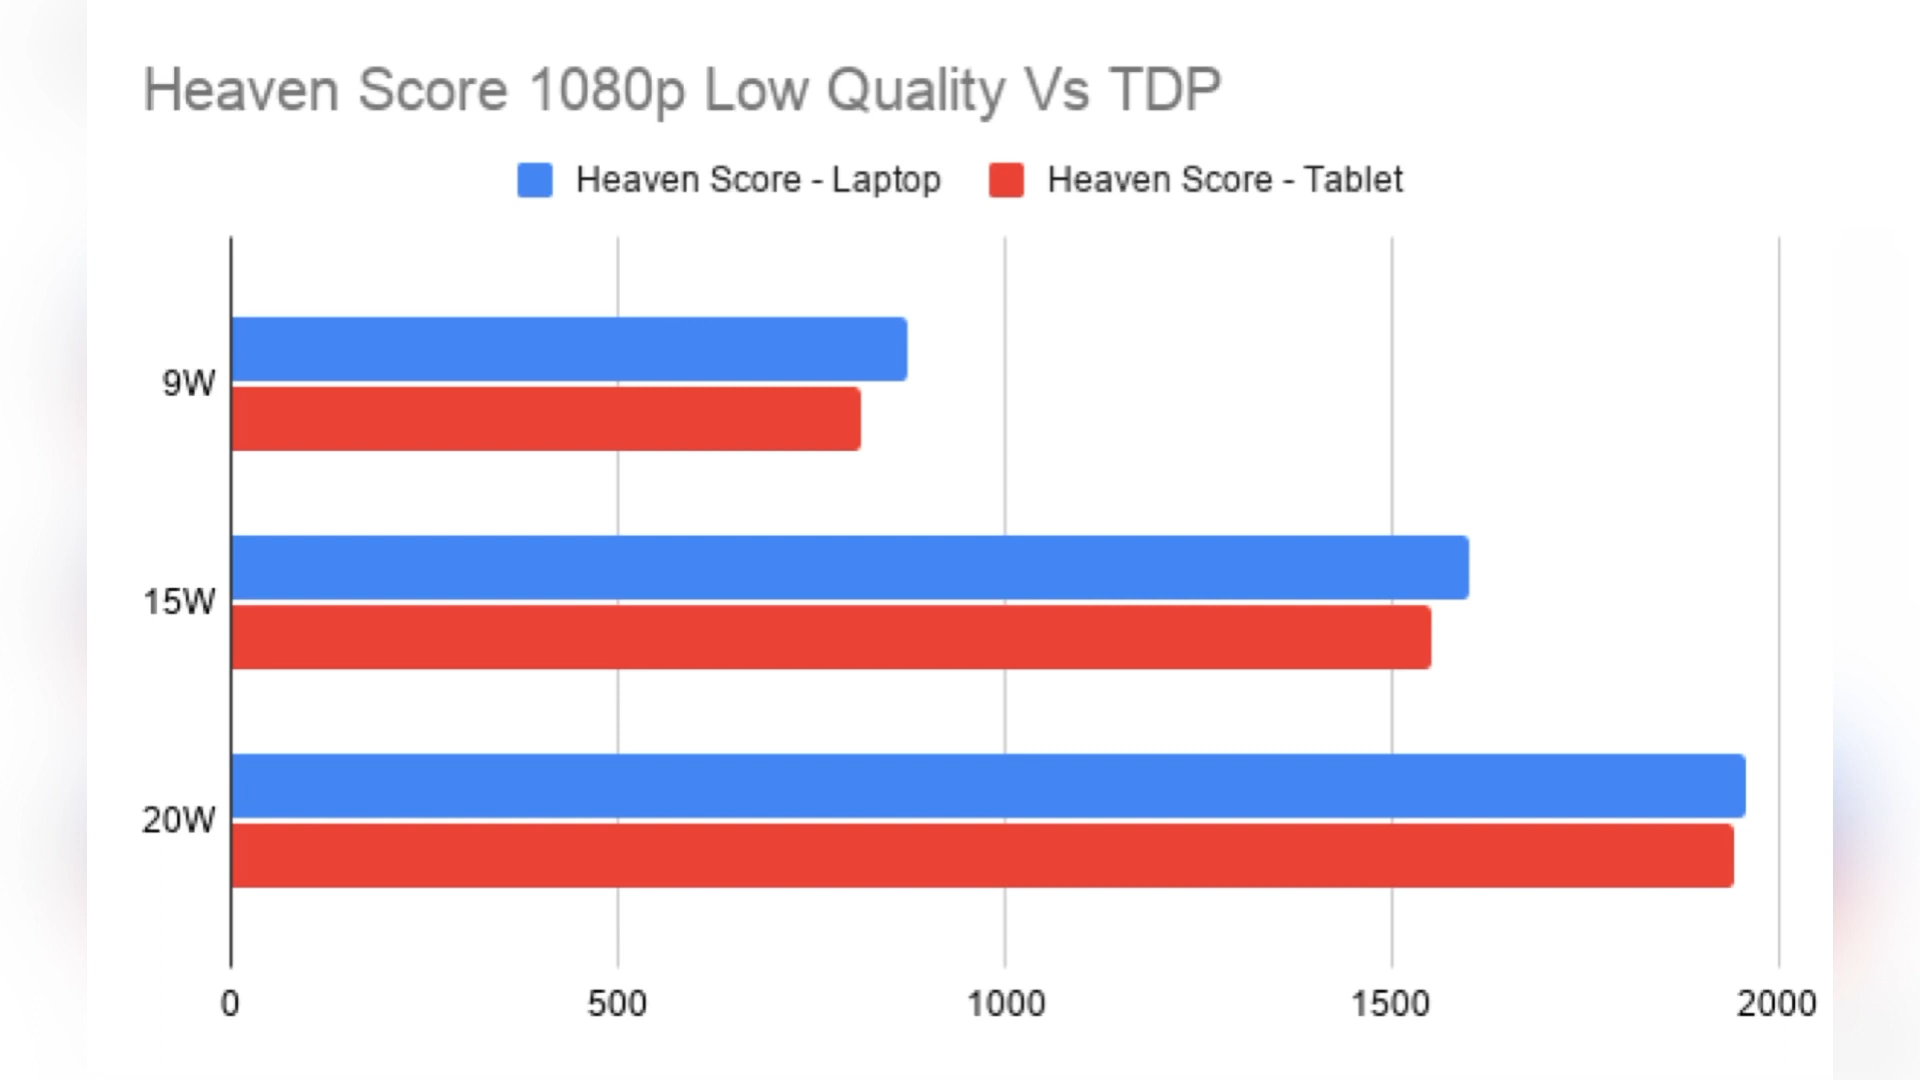 Heaven Score 1080p Low Quality Vs TDP
Heaven Score - Laptop
Heaven Score - Tablet
9W
15W
20W
0 500 1000 1500 2000